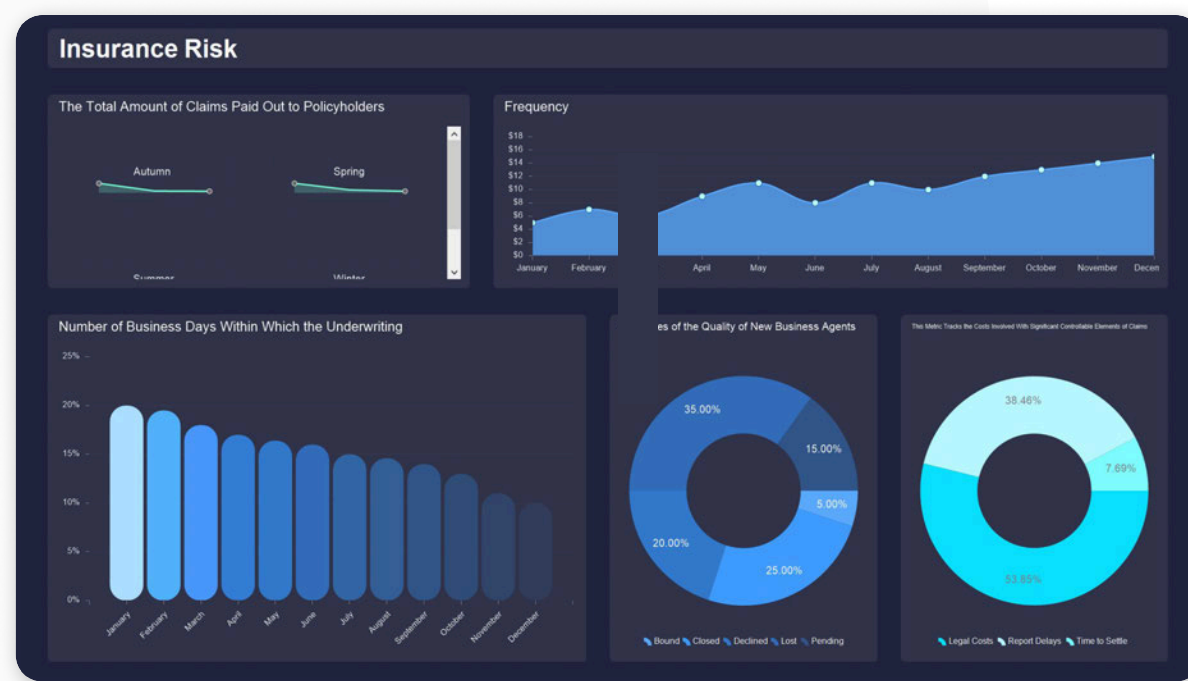 Insurance Risk
The Total Amount of Claims Paid Out to Policyholders
Autumn
Spring
Summer
Winter
Frequency
$18
$16
$14
$12
$10
$8
$6
$4
$2
$0
January
February
April
May
June
July
August
September
October
November
Decem
Number of Business Days Within Which the Underwriting
25%
20%
15%
10%
5%
0%
January
February
March
April
May
June
July
August
September
October
November
December
es of the Quality of New Business Agents
35.00%
15.00%
5.00%
20.00%
25.00%
Bound Closed Declined Lost Pending
This Metric Tracks the Costs Involved With Significant Controllable Elements of Claims
38.46%
7.69%
53.85%
Legal Costs Report Delays Time to Settle